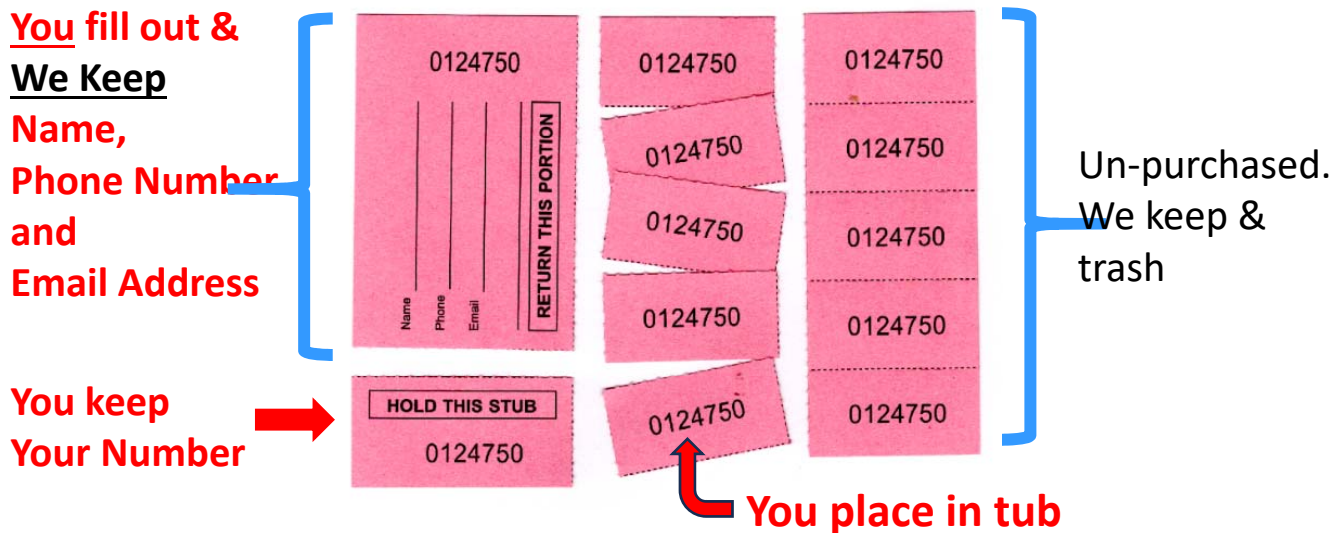 You fill out &
We Keep
Name,
Phone Number
and
Email Address
You keep
Your Number
0124750
Name
Phone
Email
RETURN THIS PORTION
HOLD THIS STUB
0124750
0124750
0124750
0124750
0124750
0124750
You place in tub
0124750
0124750
0124750
0124750
0124750
Un-purchased.
We keep &
trash